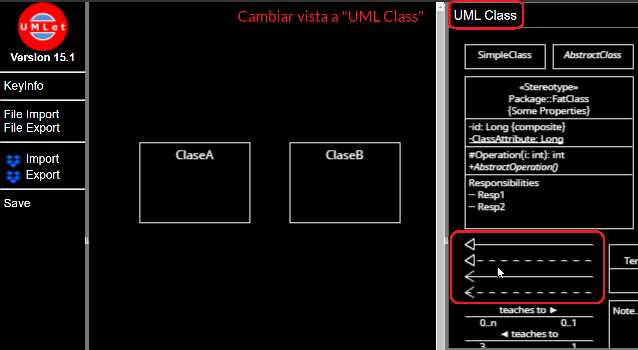 UMLet
Version 15.1
KeyInfo
File Import
File Export
Import
Export
Save
Cambiar vista a "UML Class"
ClaseA
ClaseB
UML Class
SimpleClass
AbstractClass
«Stereotype»
Package::FatClass
{Some Properties}
-id: Long {composite}
-ClassAttribute: Long
#Operation(i: int): int
+AbstractOperation()
Responsibilities
-- Resp1
-- Resp2
teaches to ►
0..n 0..1
◄ teaches to
3 1
Ter
Note..